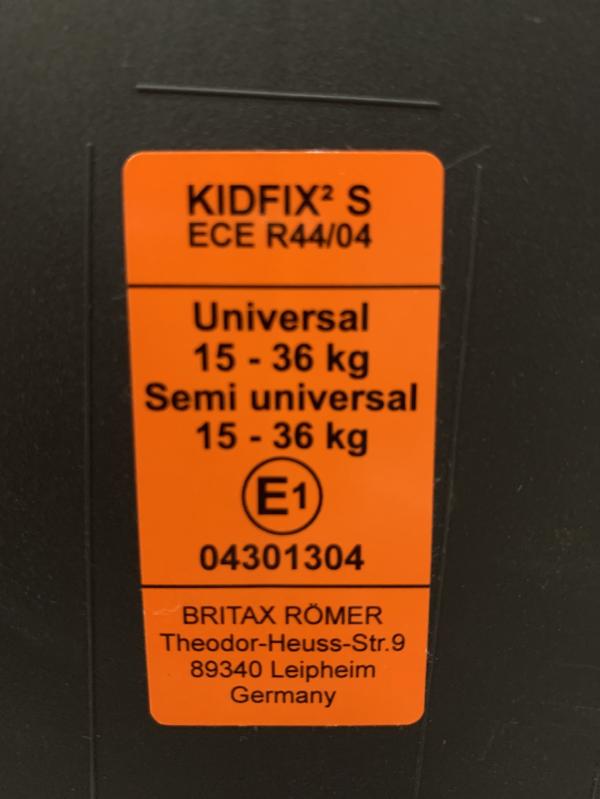 KIDFIX² S
ECE R44/04
Universal
15 - 36 kg
Semi universal
15 - 36 kg
E1
04301304
BRITAX RÖMER
Theodor-Heuss-Str.9
89340 Leipheim
Germany